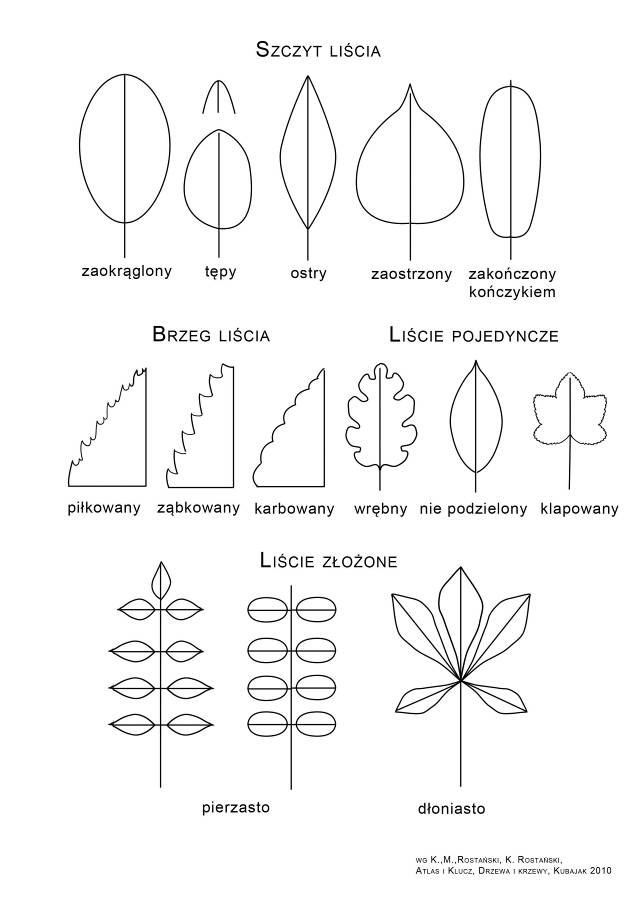 Szczyt liścia
zaokrąglony tępy ostry zaostrzony zakończony
kończykiem
Brzeg liścia Liście pojedyncze
piłkowany ząbkowany karbowany wrębny nie podzielony klapowany
Liście złożone
pierzasto dłoniasto
wg K.,M.,Rostański, K. Rostański,
Atlas i Klucz, Drzewa i krzewy, Kubajak 2010